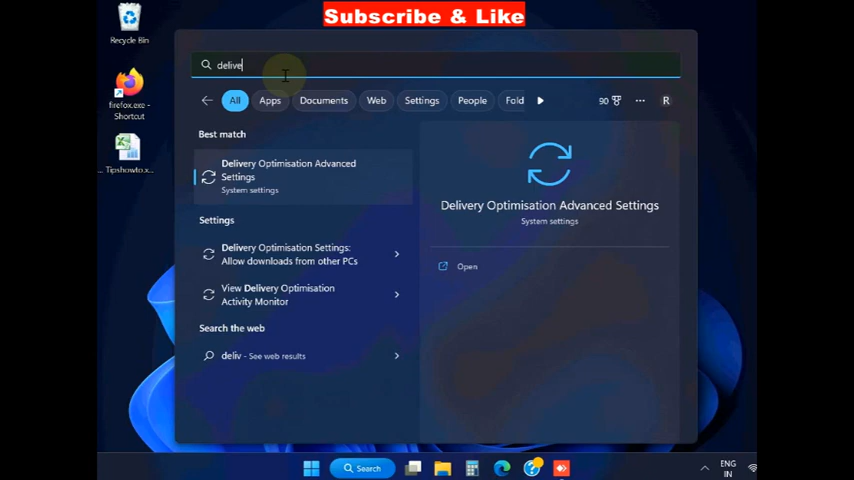 Subscribe & Like
Recycle Bin
firefox.exe -
Shortcut
Tipshowto.x...
delive
All
Apps
Documents
Web
Settings
People
Fold
90
R
Best match
Delivery Optimisation Advanced
Settings
System settings
Settings
Delivery Optimisation Settings:
Allow downloads from other PCs
View Delivery Optimisation
Activity Monitor
Search the web
deliv - See web results
Delivery Optimisation Advanced Settings
System settings
Open
Search
ENG
IN